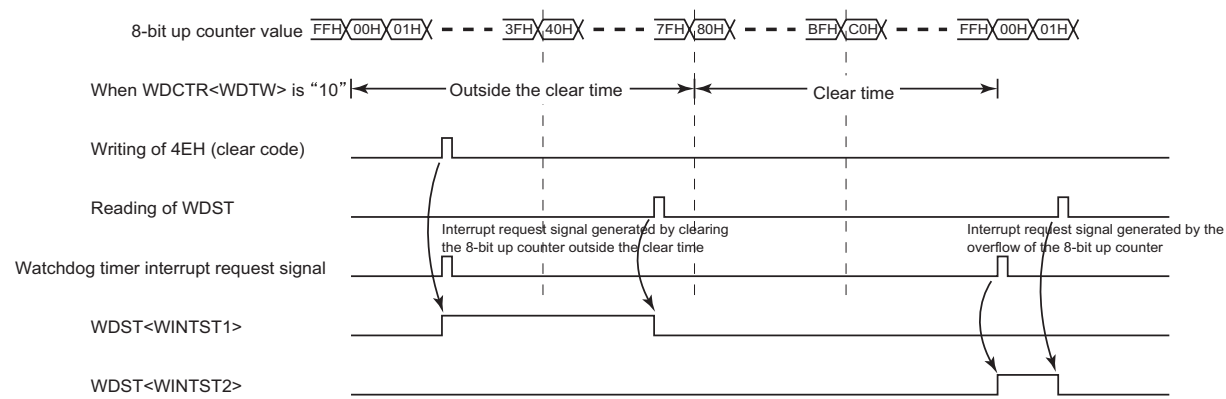 8-bit up counter value FFH 00H 01H 3FH 40H 7FH 80H BFH C0H FFH 00H 01H
When WDCTR<WDTW> is “10” Outside the clear time Clear time
Writing of 4EH (clear code)
Reading of WDST
Interrupt request signal generated by clearing
the 8-bit up counter outside the clear time
Interrupt request signal generated by the
overflow of the 8-bit up counter
Watchdog timer interrupt request signal
WDST<WINTST1>
WDST<WINTST2>